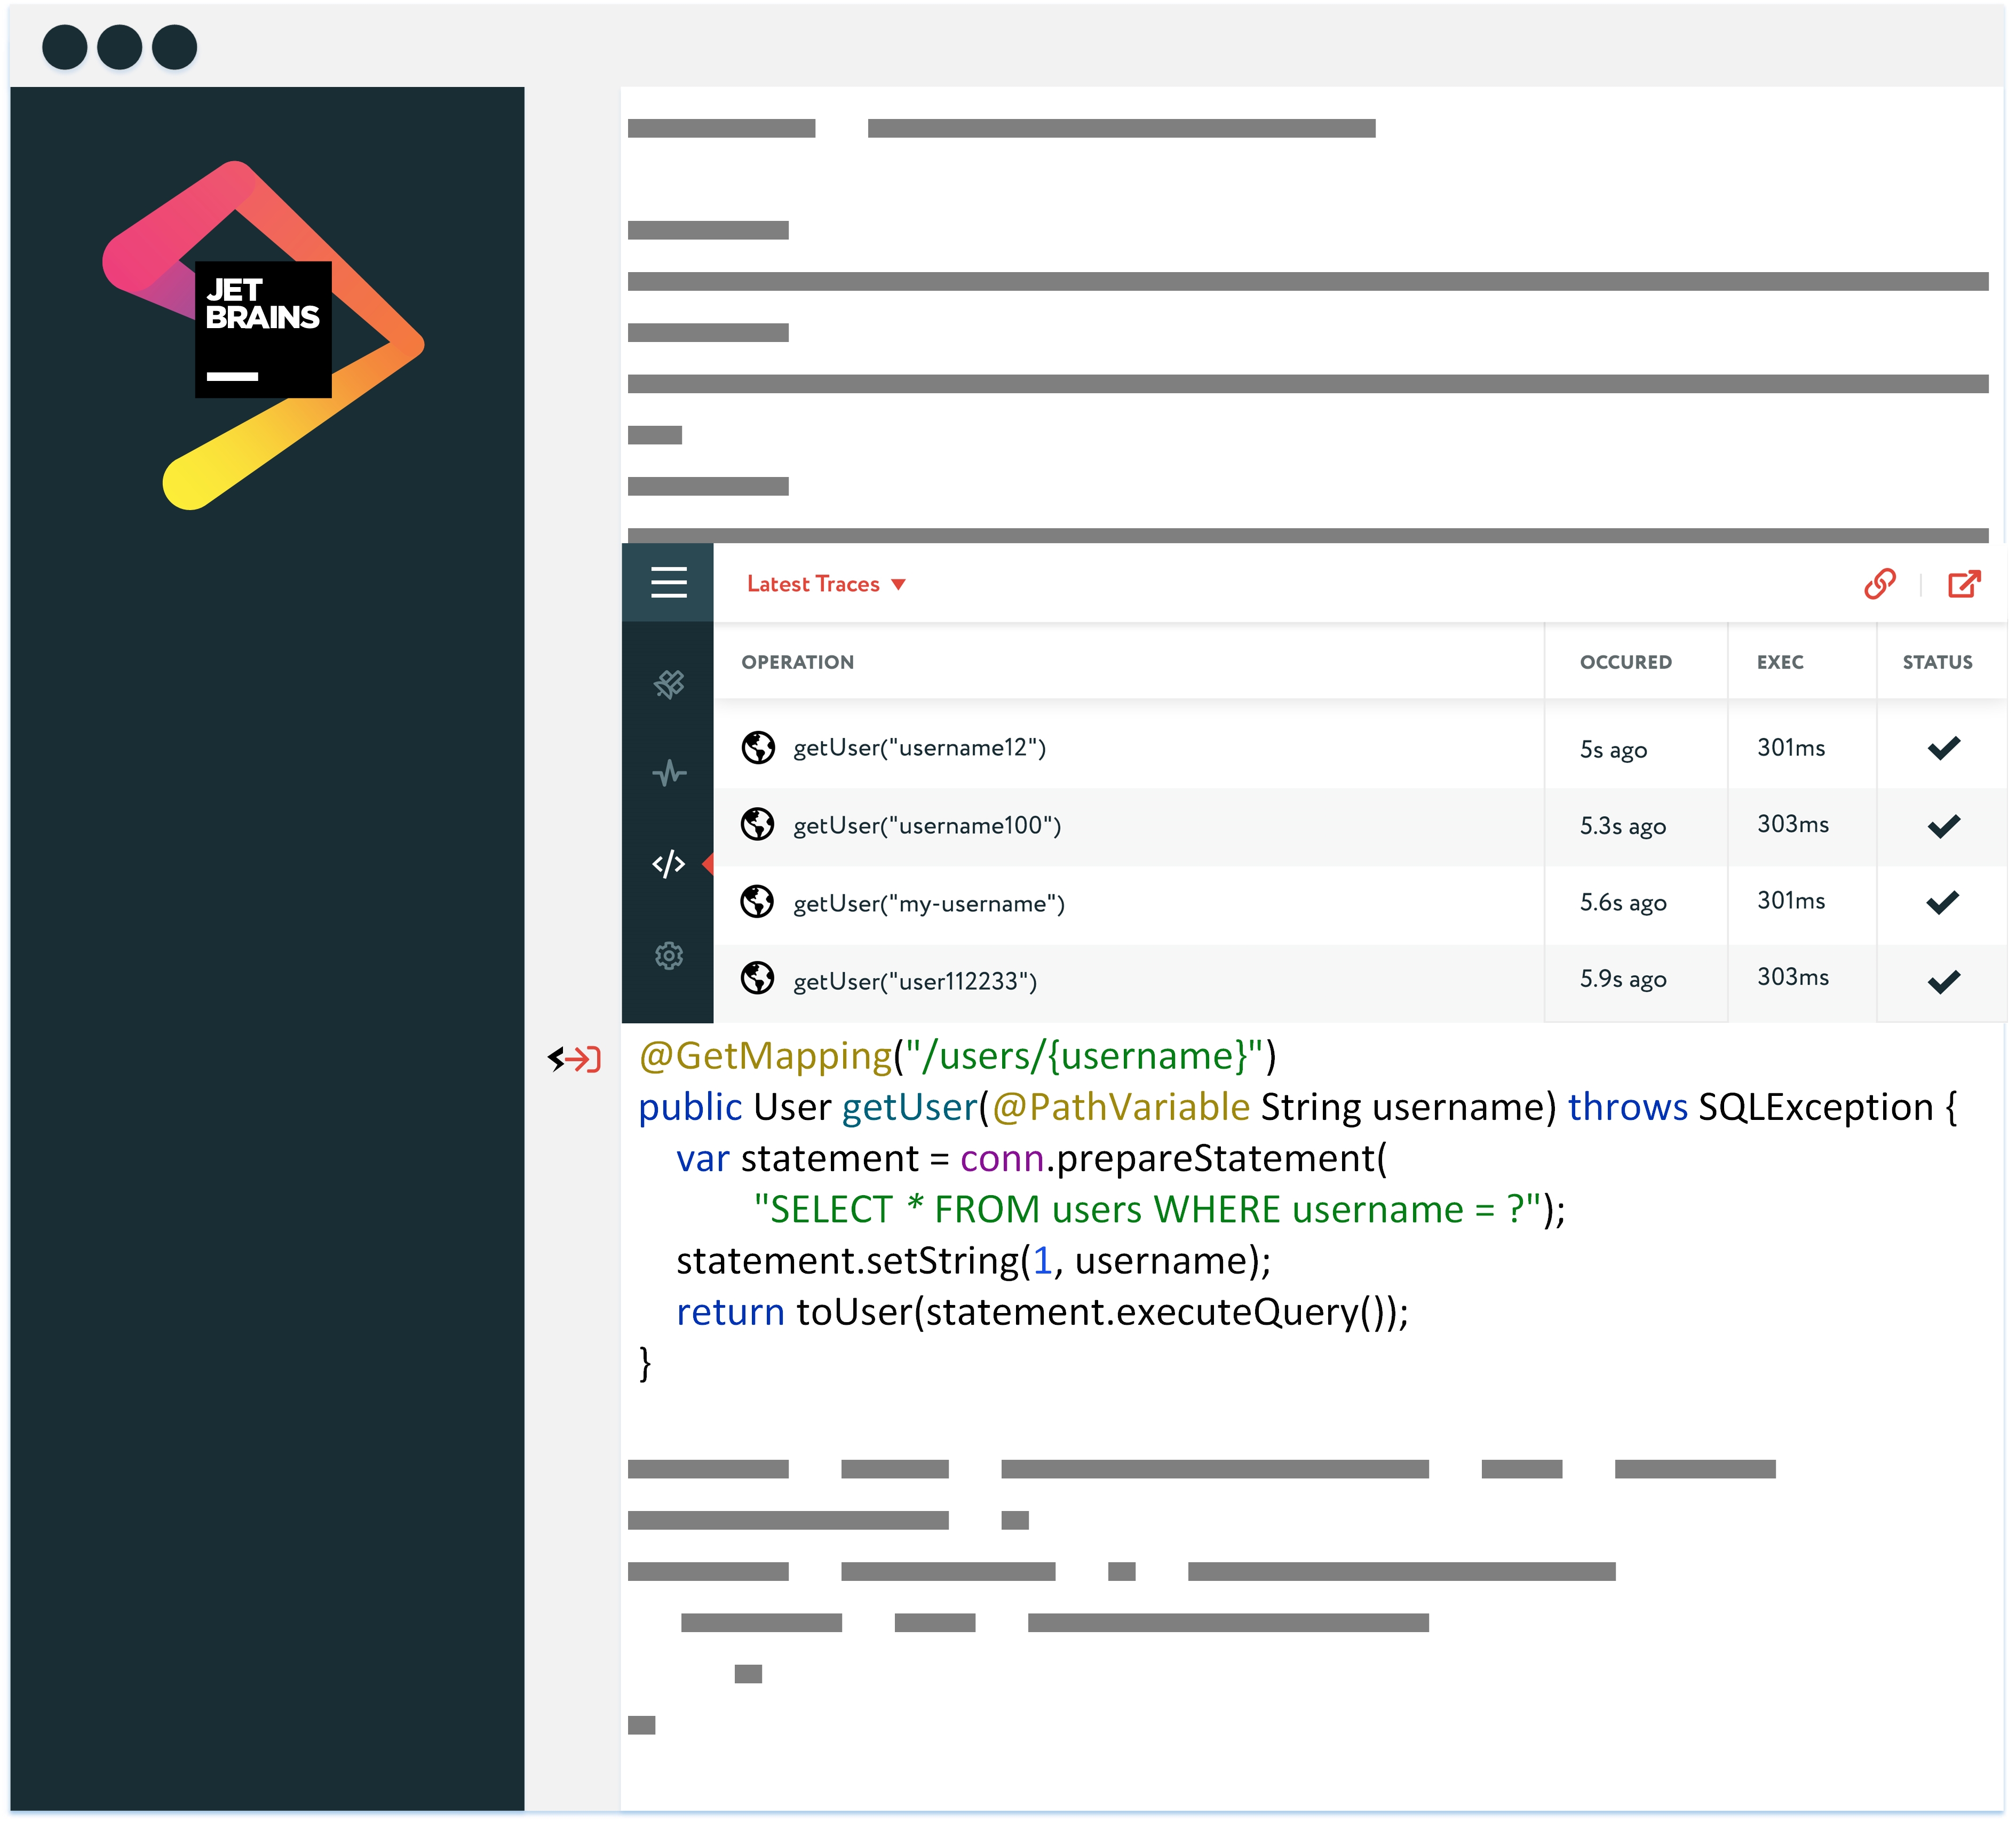 JET
BRAINS
Latest Traces
OPERATION OCCURED EXEC STATUS
getUser("username12") 5s ago 301ms
getUser("username100") 5.3s ago 303ms
getUser("my-username") 5.6s ago 301ms
getUser("user112233") 5.9s ago 303ms
@GetMapping("/users/{username}")
public User getUser(@PathVariable String username) throws SQLException {
var statement = conn.prepareStatement(
"SELECT * FROM users WHERE username = ?");
statement.setString(1, username);
return toUser(statement.executeQuery());
}